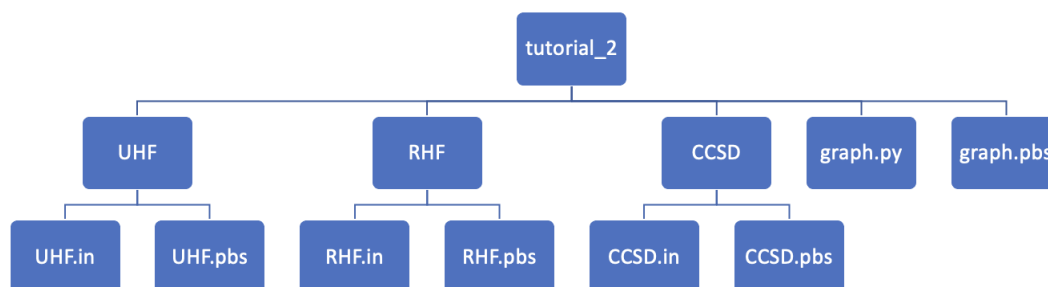 tutorial_2
UHF
RHF
CCSD
graph.py
graph.pbs
UHF.in
UHF.pbs
RHF.in
RHF.pbs
CCSD.in
CCSD.pbs